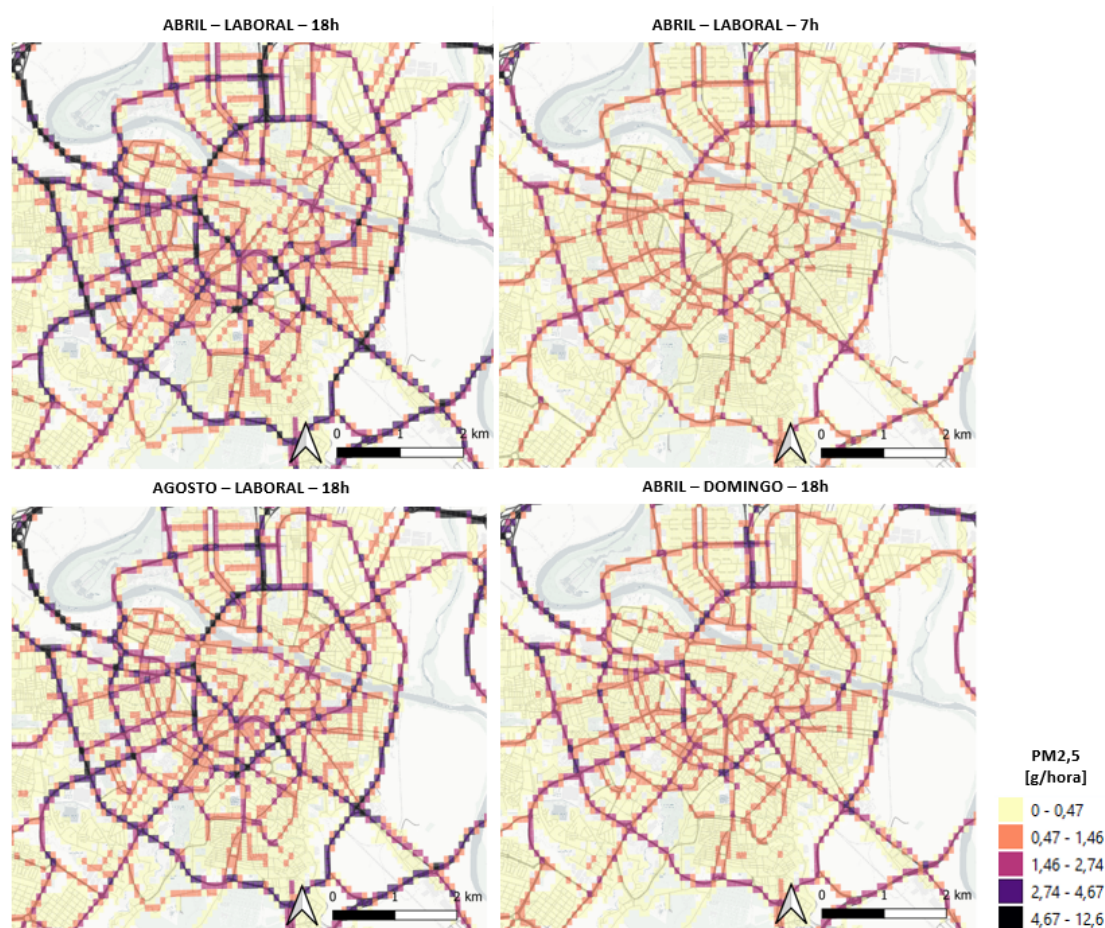 ABRIL – LABORAL – 18h
ABRIL – LABORAL – 7h
0 1 2 km
0 1 2 km
AGOSTO – LABORAL – 18h
ABRIL – DOMINGO – 18h
0 1 2 km
0 1 2 km
PM2,5
[g/hora]
0 - 0,47
0,47 - 1,46
1,46 - 2,74
2,74 - 4,67
4,67 - 12,6